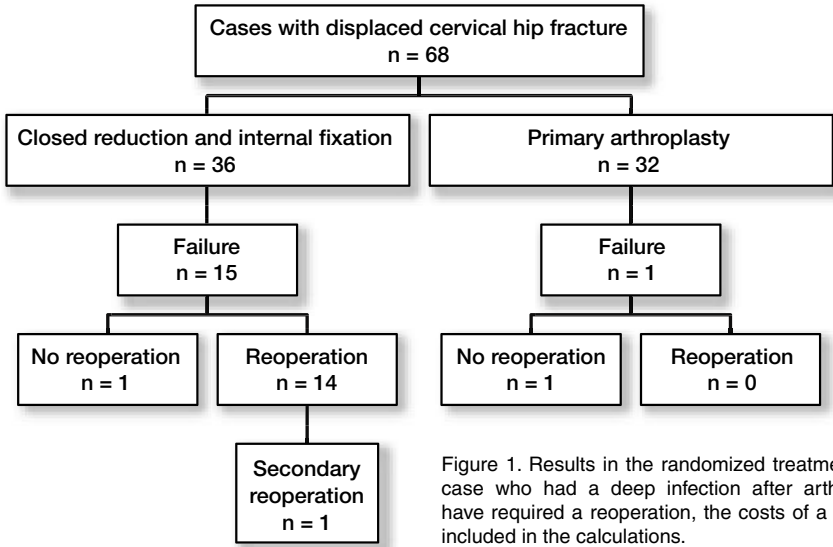 Cases with displaced cervical hip fracture
n = 68
Closed reduction and internal fixation
n = 36
Primary arthroplasty
n = 32
Failure
n = 15
Failure
n = 1
No reoperation
n = 1
Reoperation
n = 14
No reoperation
n = 1
Reoperation
n = 0
Secondary
reoperation
n = 1
Figure 1. Results in the randomized
case who had a deep infection after
have required a reoperation, the costs of a
included in the calculations.